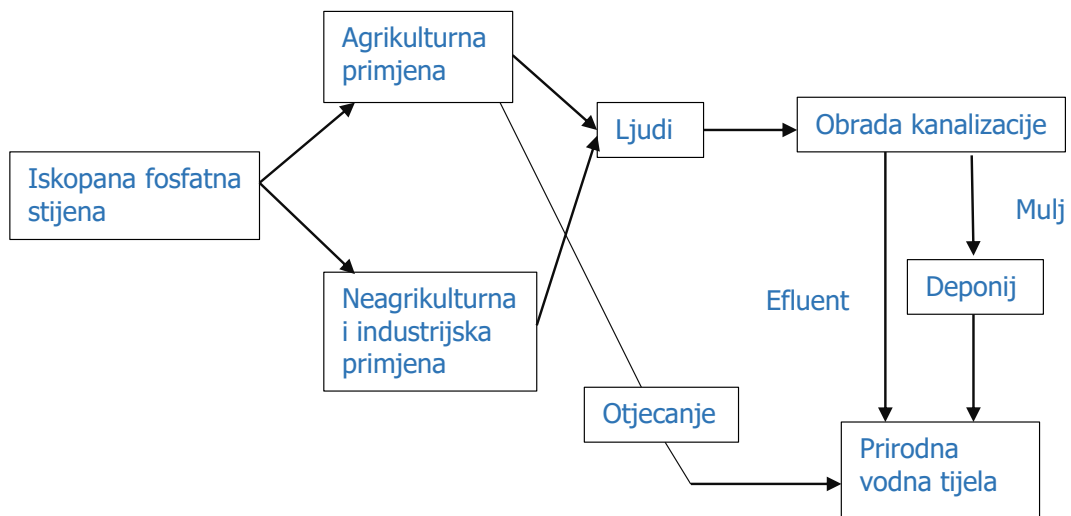 Agrikulturna
primjena
Ljudi
Obrada kanalizacije
Iskopana fosfatna
stijena
Mulj
Neagrikulturna
i industrijska
primjena
Efluent
Deponij
Otjecanje
Prirodna
vodna tijela